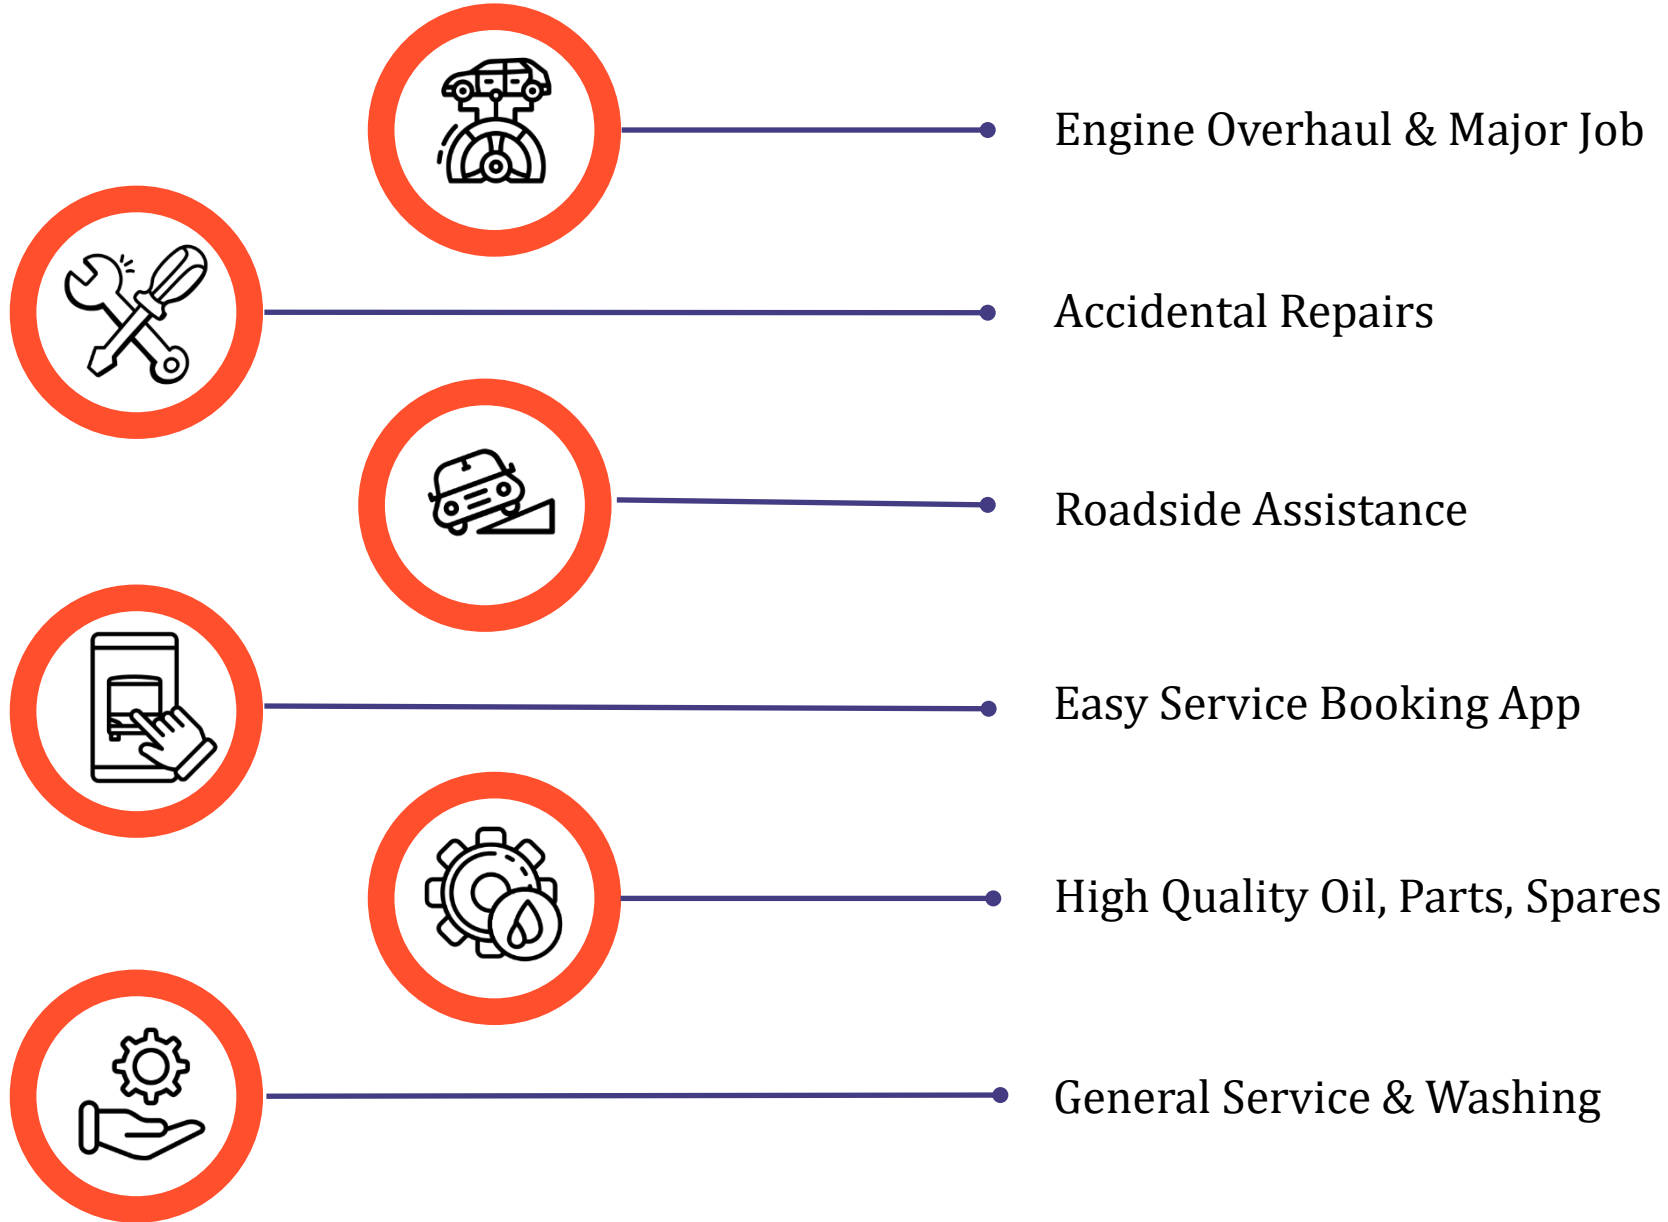 Engine Overhaul & Major Job
Accidental Repairs
Roadside Assistance
Easy Service Booking App
High Quality Oil, Parts, Spares
General Service & Washing